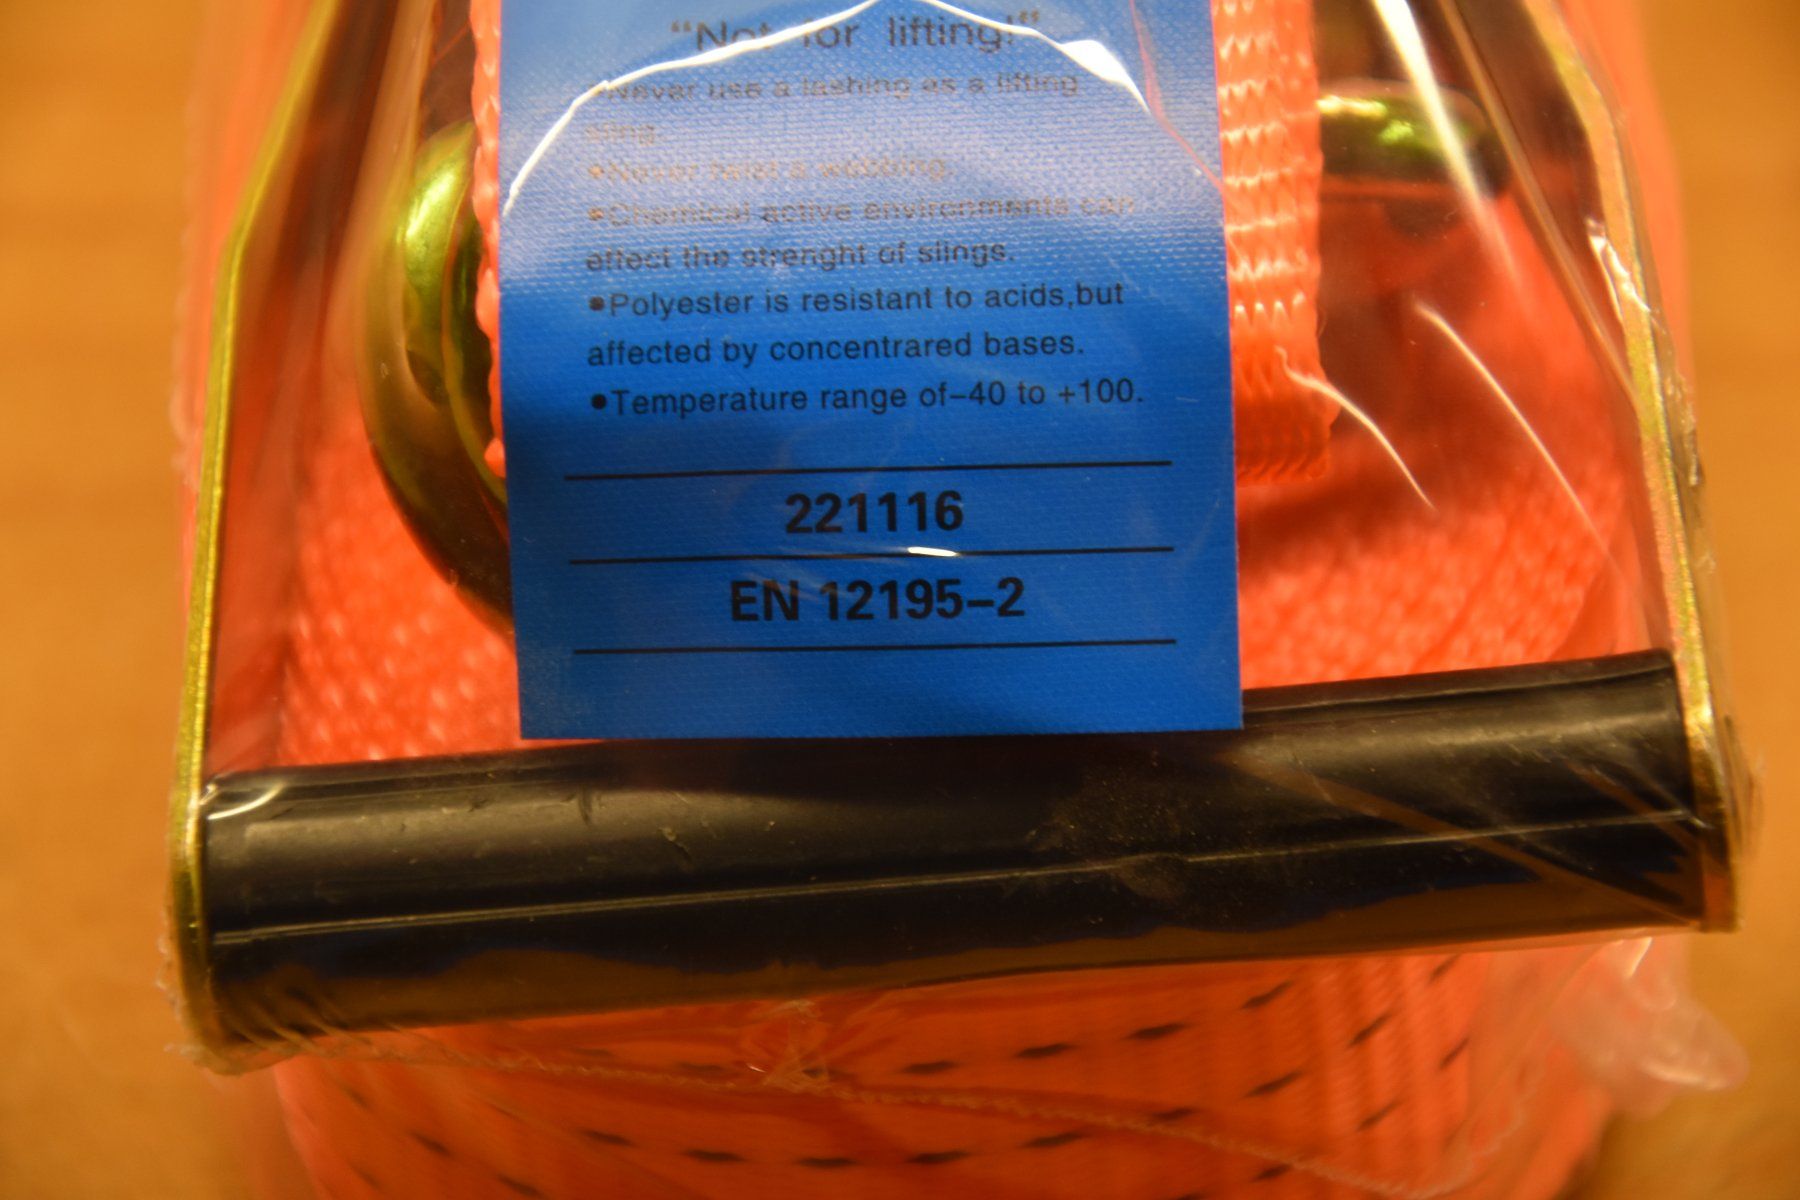 “Not for lifting!”
•Never use a lashing as a lifting
sling.
•Never twist a webbing.
•Chemical active environments can
effect the strenght of slings.
•Polyester is resistant to acids,but
affected by concentrared bases.
•Temperature range of–40 to +100.
221116
EN 12195–2